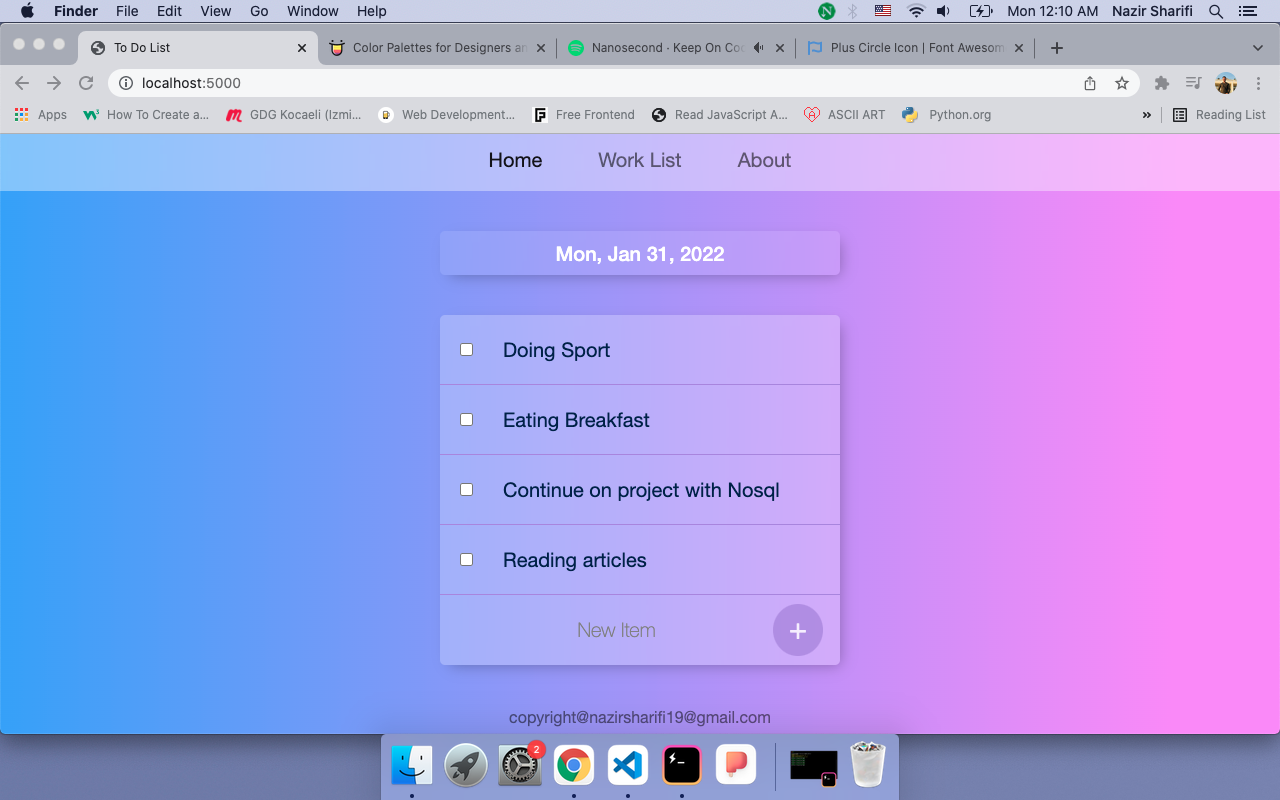 Finder File Edit View Go Window Help Mon 12:10 AM Nazir Sharifi
To Do List Color Palettes for Designers an Nanosecond · Keep On Co Plus Circle Icon | Font Awesom
localhost:5000
Apps How To Create a... GDG Kocaeli (Izmi... Web Development... Free Frontend Read JavaScript A... ASCII ART Python.org » Reading List
Home Work List About
Mon, Jan 31, 2022
Doing Sport
Eating Breakfast
Continue on project with Nosql
Reading articles
New Item +
copyright@nazirsharifi19@gmail.com
2